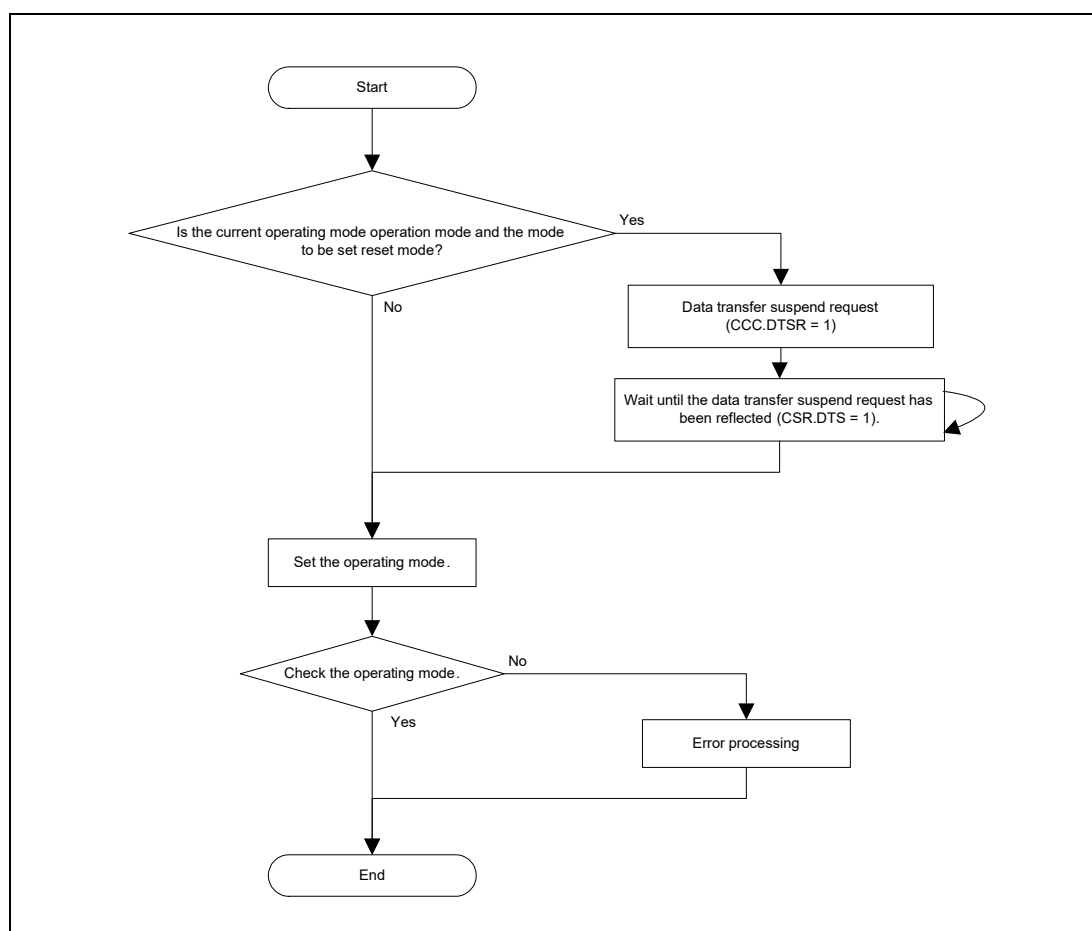 Start
Is the current operating mode operation mode and the mode
to be set reset mode?
Yes
No
Data transfer suspend request
(CCC.DTSR = 1)
Wait until the data transfer suspend request has
been reflected (CSR.DTS = 1).
Set the operating mode.
Check the operating mode.
No
Yes
Error processing
End